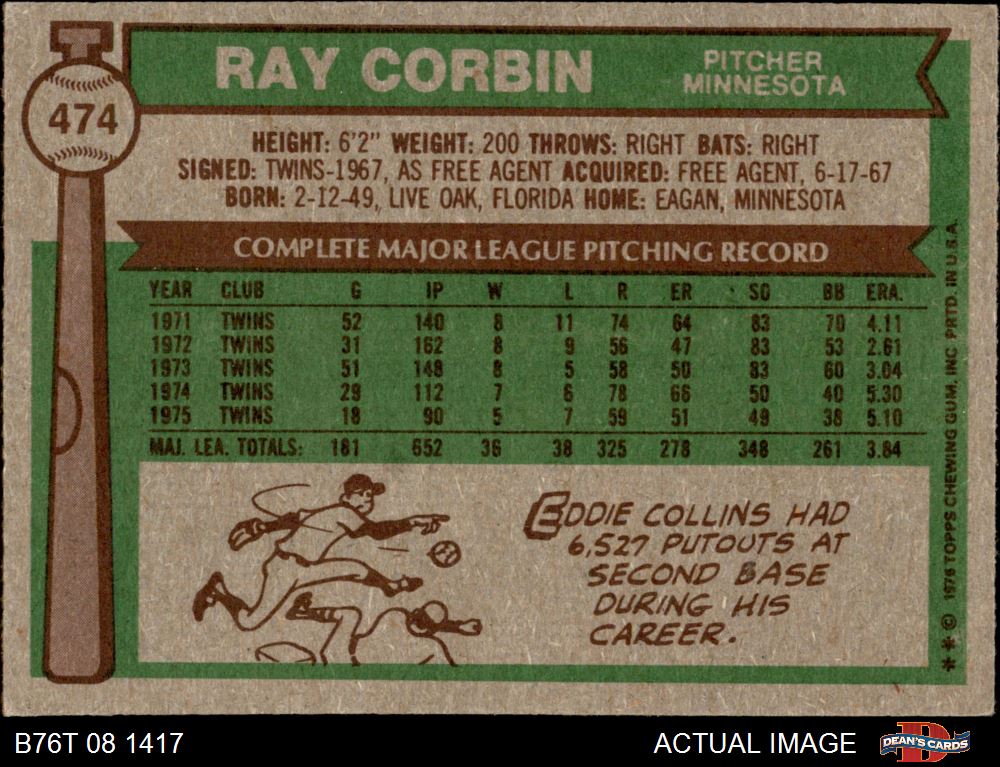 474
RAY CORBIN
PITCHER
MINNESOTA
HEIGHT: 6'2" WEIGHT: 200 THROWS: RIGHT BATS: RIGHT
SIGNED: TWINS-1967, AS FREE AGENT ACQUIRED: FREE AGENT, 6-17-67
BORN: 2-12-49, LIVE OAK, FLORIDA HOME: EAGAN, MINNESOTA
COMPLETE MAJOR LEAGUE PITCHING RECORD
YEAR CLUB G IP W L R ER SO BB ERA.
1971 TWINS 52 140 8 11 74 64 83 70 4.11
1972 TWINS 31 162 8 9 56 47 83 53 2.61
1973 TWINS 51 148 8 5 58 50 83 60 3.04
1974 TWINS 29 112 7 6 78 66 50 40 5.30
1975 TWINS 18 90 5 7 59 51 49 38 5.10
MAJ. LEA. TOTALS: 181 652 36 38 325 278 348 261 3.84
EDDIE COLLINS HAD
6,527 PUTOUTS AT
SECOND BASE
DURING HIS
CAREER.
** © 1976 TOPPS CHEWING GUM, INC PRTD. IN U.S.A.
B76T 08 1417
ACTUAL IMAGE
DEAN'S CARDS